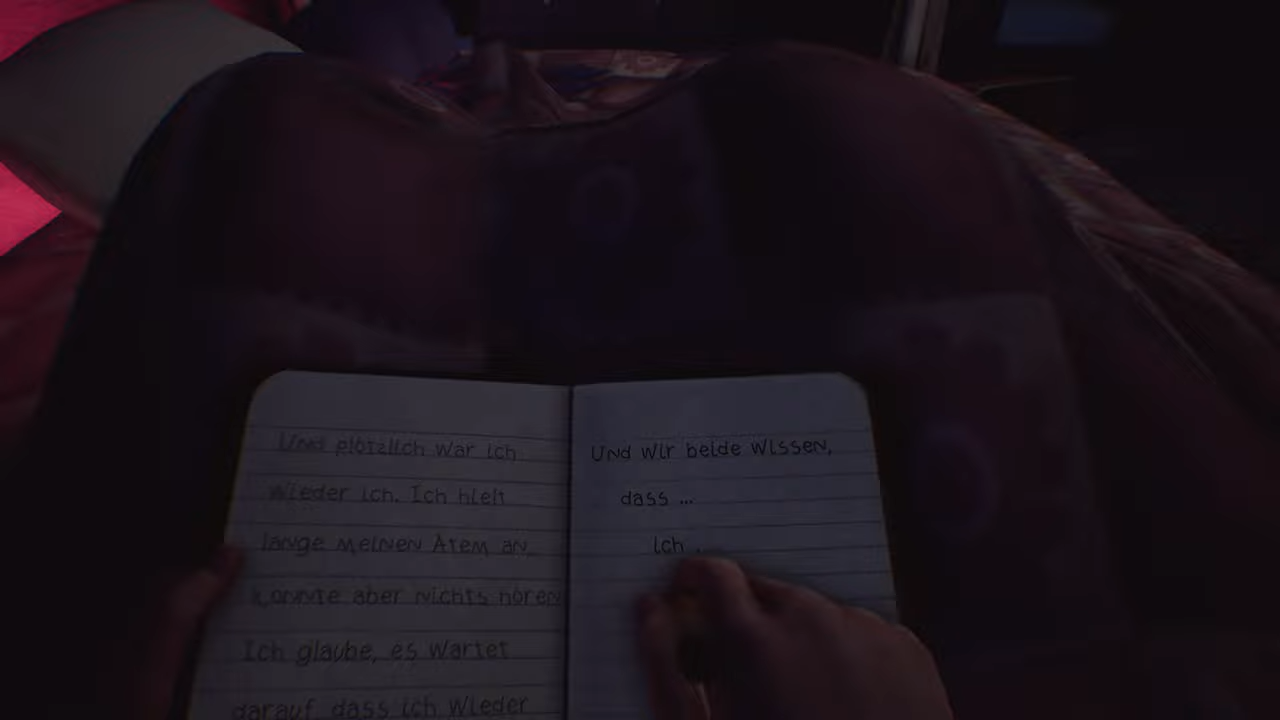 Und plötzlich war ich
wieder ich. Ich hielt
lange meinen Atem an,
konnte aber nichts hören
Ich glaube, es wartet
darauf, dass ich wieder
Und wir beide wissen,
dass ...
Ich .